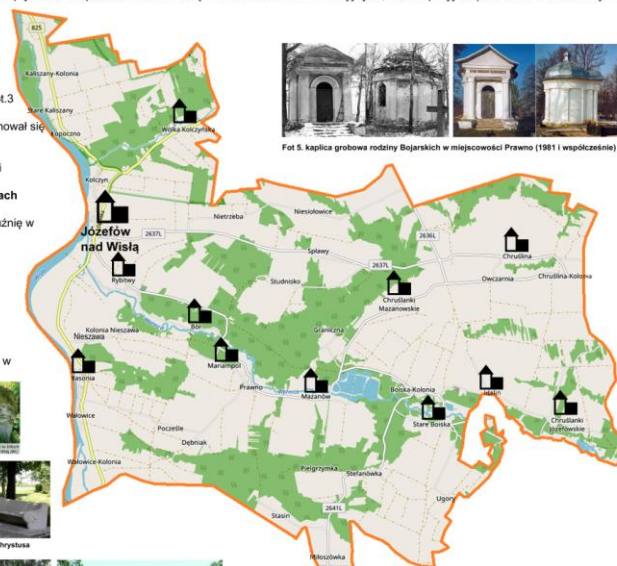 t.3
nował się
i
ach
uźnię w
w
Fot 5. kaplica grobowa rodziny Bojarskich w miejscowości Prawno (1981 i współcześnie)
825
Kaliszany-Kolonia
Stare Kaliszany
Kopoczno
Wólka Kolczyńska
Kolczyn
Józefów
nad Wisłą
2637L
Nietrzeba
Niesiołowice
2636L
Spławy
2637L
Chruślina
Rybitwy
Studnisko
Chruślanki
Mazanowskie
Owczarnia
Chruślina-Kolonia
Bór
Graniczna
Kolonia Nieszawa
Nieszawa
Mariampol
Basonia
Prawno
Mazanów
Boiska-Kolonia
Idalin
Stare Boiska
Chruślanki
Józefowskie
Wałowice
Pocześle
Dębniak
Wałowice-Kolonia
Pielgrzymka
Stefanówka
Ugory
Stasin
2641L
Miłoszówka
hrystusa